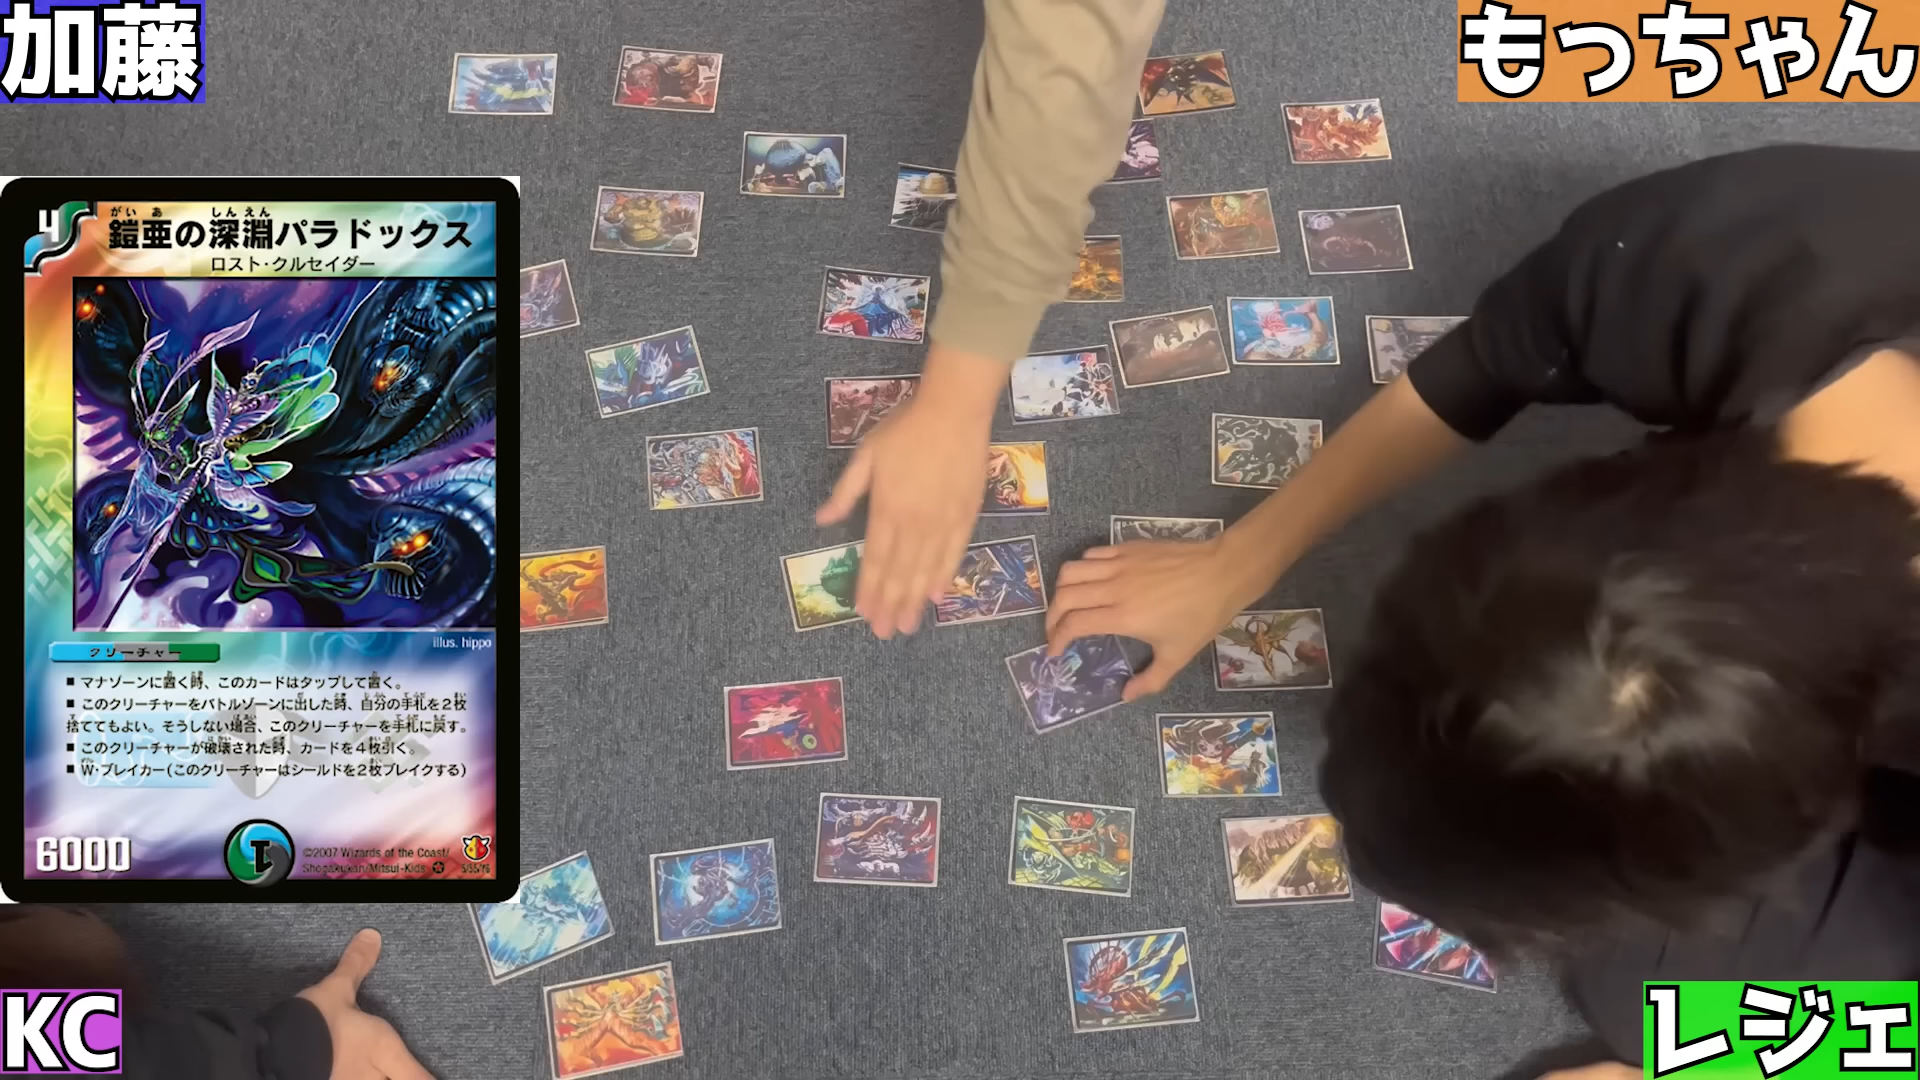 加藤
もっちゃん
4
がい あ しんえん
鎧亜の深淵パラドックス
ロスト・クルセイダー
illus. hippo
クリーチャー
■ マナゾーンに置く時、このカードはタップして置く。
■ このクリーチャーをバトルゾーンに出した時、自分の手札を2枚
捨ててもよい。そうしない場合、このクリーチャーを手札に戻す。
■ このクリーチャーが破壊された時、カードを4枚引く。
■ W・ブレイカー(このクリーチャーはシールドを2枚ブレイクする)
6000
1
©2007 Wizards of the Coast/
Shogakukan/Mitsui-Kids
KC
レジェ